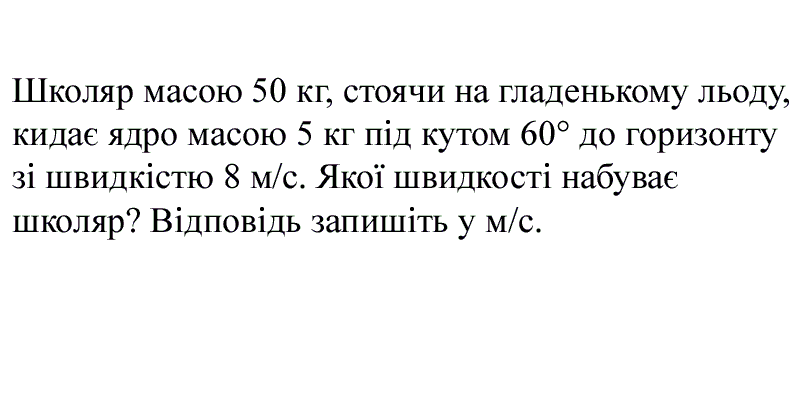 Школяр масою 50 кг, стоячи на гладенькому льоду,
кидає ядро масою 5 кг під кутом 60° до горизонту
зі швидкістю 8 м/с. Якої швидкості набуває
школяр? Відповідь запишіть у м/с.